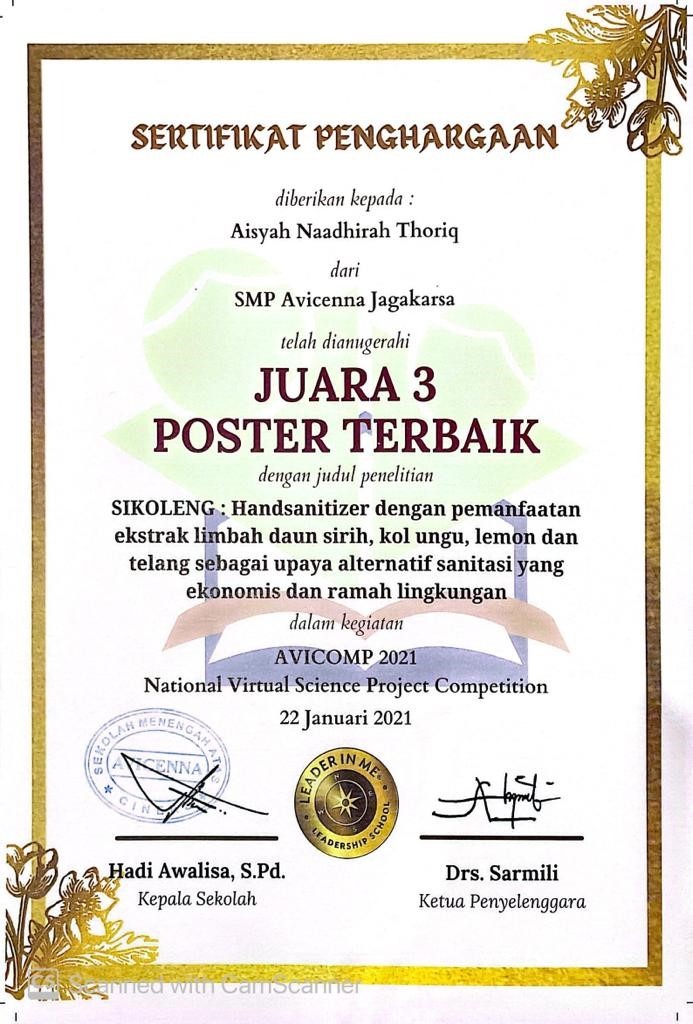 SERTIFIKAT PENGHARGAAN
diberikan kepada :
Aisyah Naadhirah Thoriq
dari
SMP Avicenna Jagakarsa
telah dianugerahi
JUARA 3
POSTER TERBAIK
dengan judul penelitian
SIKOLENG : Handsanitizer dengan pemanfaatan
ekstrak limbah daun sirih, kol ungu, lemon dan
telang sebagai upaya alternatif sanitasi yang
ekonomis dan ramah lingkungan
dalam kegiatan
AVICOMP 2021
National Virtual Science Project Competition
22 Januari 2021
SEKOLAH MENENGAH ATAS
AVICENNA
LEADER IN ME
LEADERSHIP SCHOOL
Hadi Awalisa, S.Pd.
Kepala Sekolah
Drs. Sarmili
Ketua Penyelenggara
CS Scanned with CamScanner